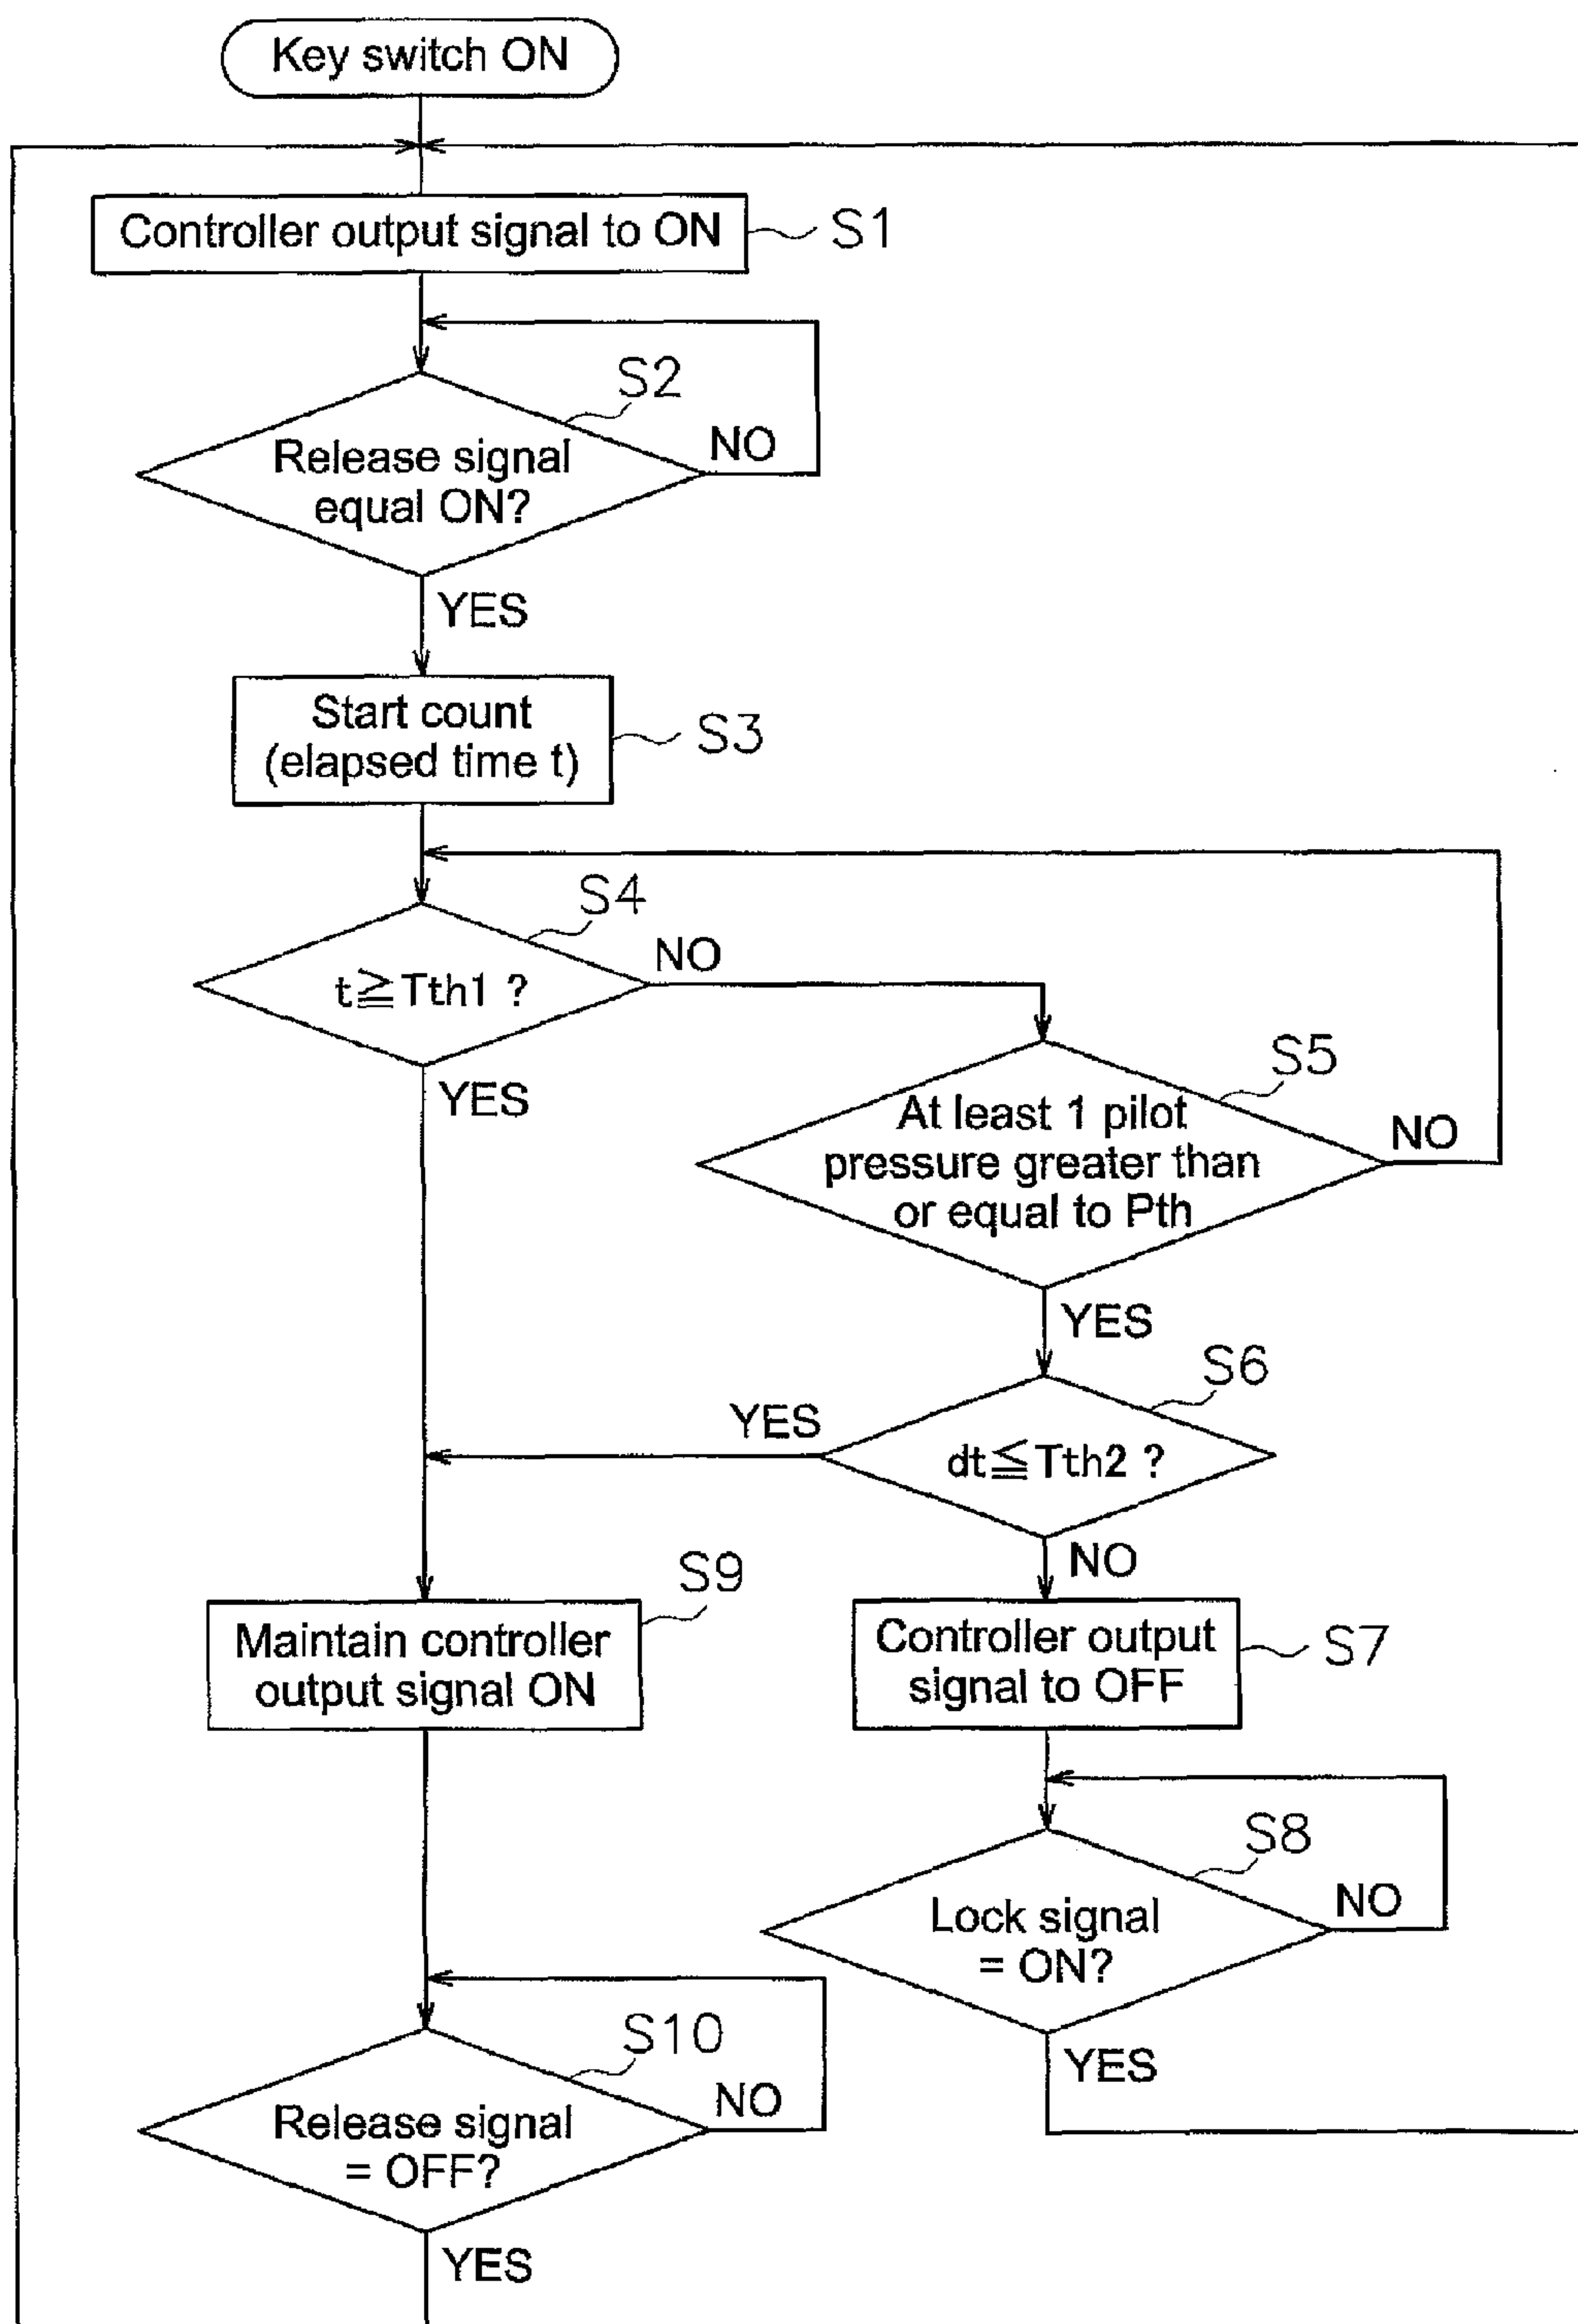 Key switch ON
Controller output signal to ON
S1
S2
Release signal
equal ON?
NO
YES
Start count
(elapsed time t)
S3
S4
t≧Tth1 ?
NO
YES
S5
At least 1 pilot
pressure greater than
or equal to Pth
NO
YES
S6
dt≦Tth2 ?
YES
NO
S9
Maintain controller
output signal ON
Controller output
signal to OFF
S7
S8
Lock signal
= ON?
NO
YES
S10
Release signal
= OFF?
NO
YES